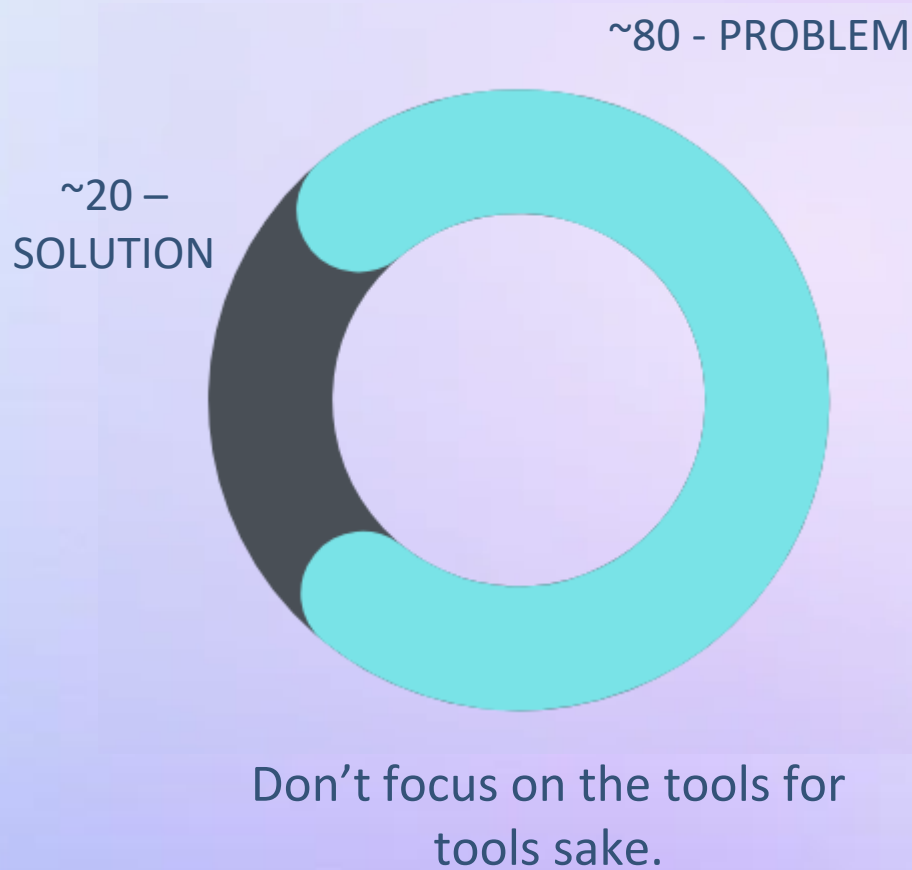 ~80 - PROBLEM
~20 –
SOLUTION
Don’t focus on the tools for
tools sake.